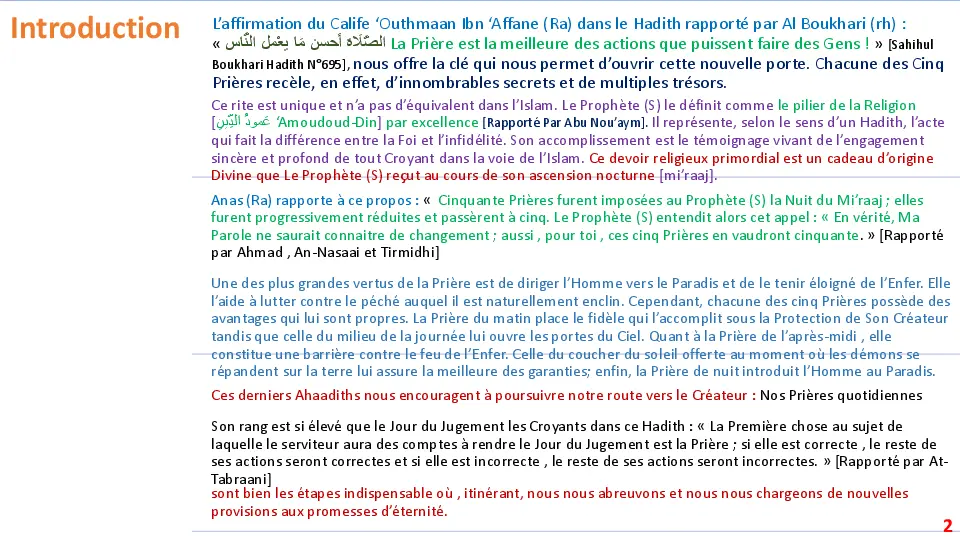 Introduction
L’affirmation du Calife ‘Outhmaan Ibn ‘Affane (Ra) dans le Hadith rapporté par Al Boukhari (rh) :
« الصَّلَاة أَحسن مَا يِعْمل النَّاس La Prière est la meilleure des actions que puissent faire des Gens ! » [Sahihul
Boukhari Hadith N°695], nous offre la clé qui nous permet d’ouvrir cette nouvelle porte. Chacune des Cinq
Prières recèle, en effet, d’innombrables secrets et de multiples trésors.
Ce rite est unique et n’a pas d’équivalent dans l’Islam. Le Prophète (S) le définit comme le pilier de la Religion
[عَمودُ الدِّينِ ‘Amoudoud-Din] par excellence [Rapporté Par Abu Nou’aym]. Il représente, selon le sens d’un Hadith, l’acte
qui fait la différence entre la Foi et l’infidélité. Son accomplissement est le témoignage vivant de l’engagement
sincère et profond de tout Croyant dans la voie de l’Islam. Ce devoir religieux primordial est un cadeau d’origine
Divine que Le Prophète (S) reçut au cours de son ascension nocturne [mi’raaj].
Anas (Ra) rapporte à ce propos : « Cinquante Prières furent imposées au Prophète (S) la Nuit du Mi’raaj ; elles
furent progressivement réduites et passèrent à cinq. Le Prophète (S) entendit alors cet appel : « En vérité, Ma
Parole ne saurait connaitre de changement ; aussi , pour toi , ces cinq Prières en vaudront cinquante. » [Rapporté
par Ahmad , An-Nasaai et Tirmidhi]
Une des plus grandes vertus de la Prière est de diriger l’Homme vers le Paradis et de le tenir éloigné de l’Enfer. Elle
l’aide à lutter contre le péché auquel il est naturellement enclin. Cependant, chacune des cinq Prières possède des
avantages qui lui sont propres. La Prière du matin place le fidèle qui l’accomplit sous la Protection de Son Créateur
tandis que celle du milieu de la journée lui ouvre les portes du Ciel. Quant à la Prière de l’après-midi , elle
constitue une barrière contre le feu de l’Enfer. Celle du coucher du soleil offerte au moment où les démons se
répandent sur la terre lui assure la meilleure des garanties; enfin, la Prière de nuit introduit l’Homme au Paradis.
Ces derniers Ahaadiths nous encouragent à poursuivre notre route vers le Créateur : Nos Prières quotidiennes
Son rang est si élevé que le Jour du Jugement les Croyants dans ce Hadith : « La Première chose au sujet de
laquelle le serviteur aura des comptes à rendre le Jour du Jugement est la Prière ; si elle est correcte , le reste de
ses actions seront correctes et si elle est incorrecte , le reste de ses actions seront incorrectes. » [Rapporté par At-
Tabraani]
sont bien les étapes indispensable où , itinérant, nous nous abreuvons et nous nous chargeons de nouvelles
provisions aux promesses d’éternité.
2